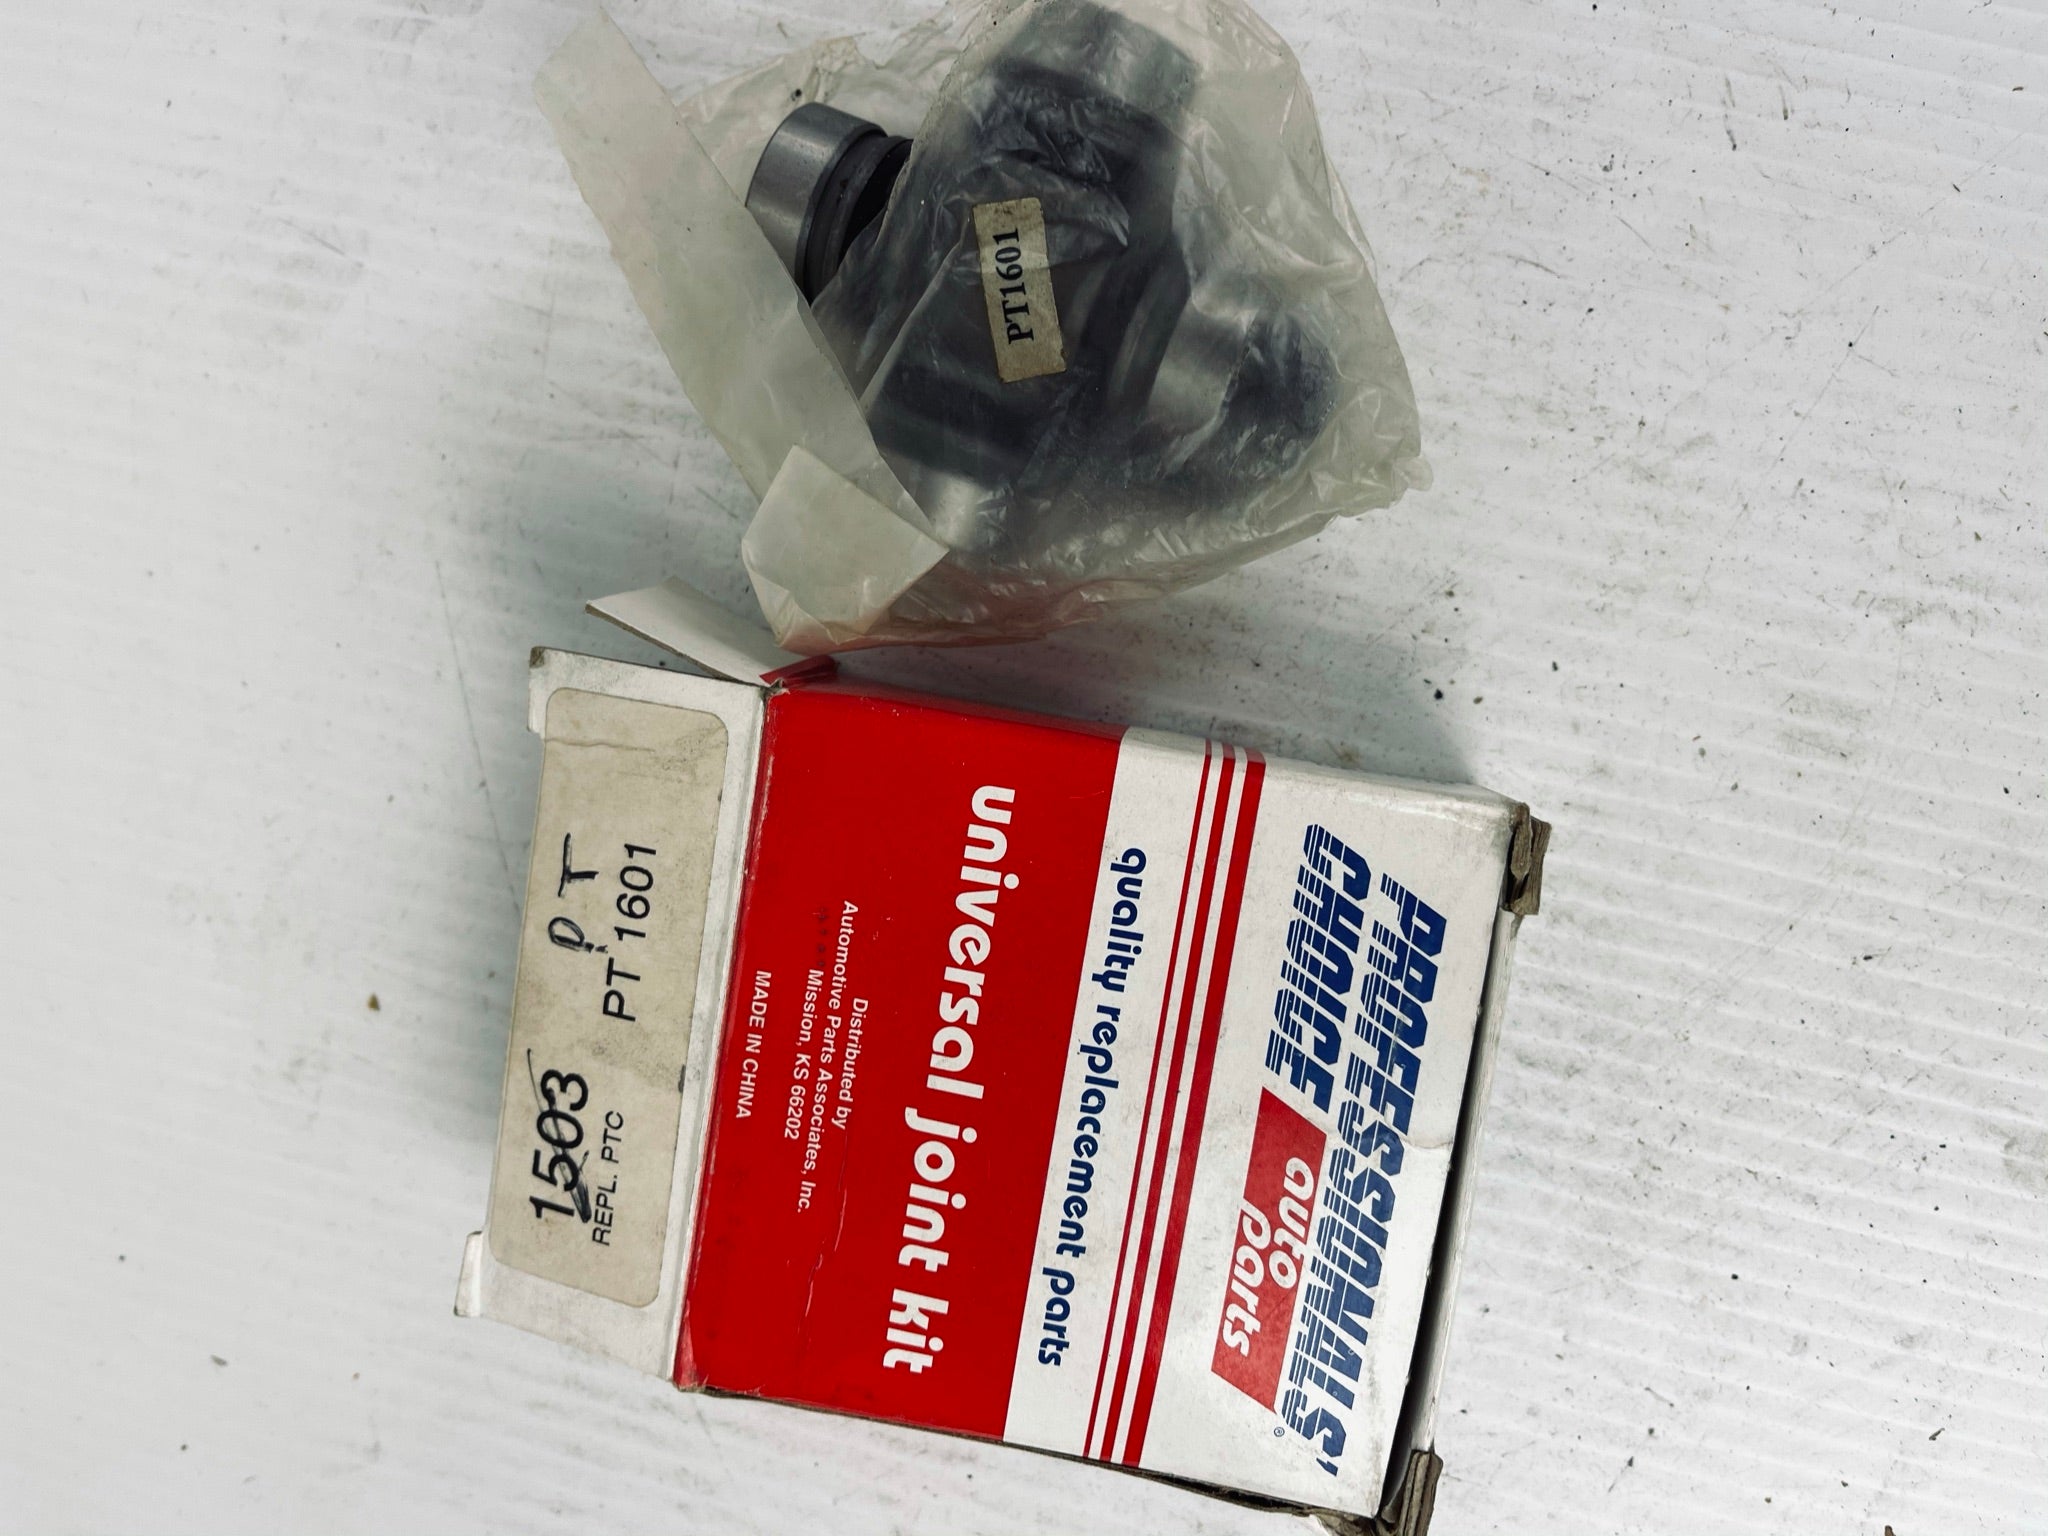 PT1601
P T
1503
PT 1601
REPL. PTC
PROFESSIONALS'
CHOICE
auto
parts
®
quality replacement parts
universal joint kit
Distributed by
Automotive Parts Associates, Inc.
Mission, KS 66202
MADE IN CHINA